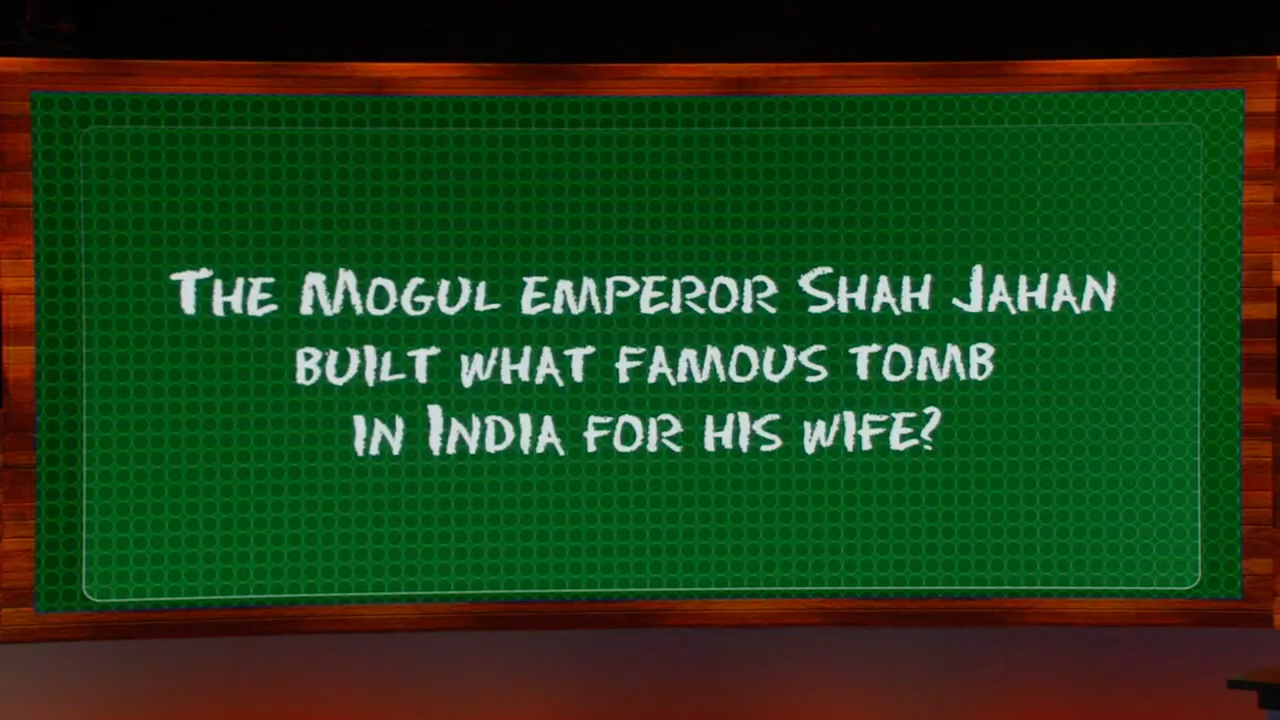 The Mogul emperor Shah Jahan
built what famous tomb
in India for his wife?